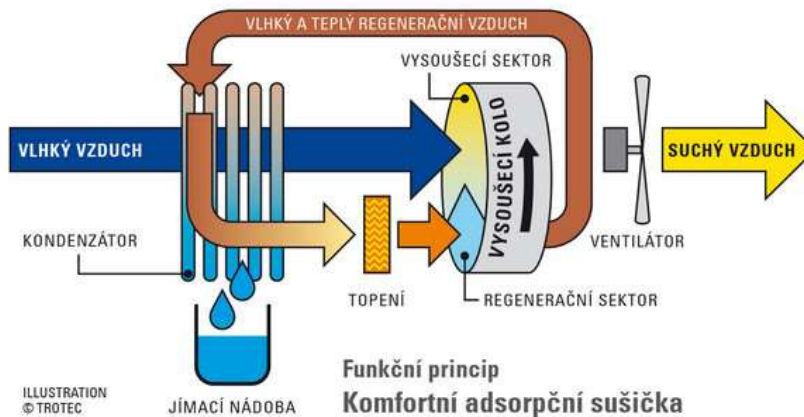 VLHKÝ A TEPLÝ REGENERAČNÍ VZDUCH
VYSOUŠECÍ SEKTOR
VLHKÝ VZDUCH
VYSOUŠECÍ KOLO
SUCHÝ VZDUCH
KONDENZÁTOR
VENTILÁTOR
TOPENÍ
REGENERAČNÍ SEKTOR
JÍMACÍ NÁDOBA
Funkční princip
Komfortní adsorpční sušička
ILLUSTRATION
© TROTEC